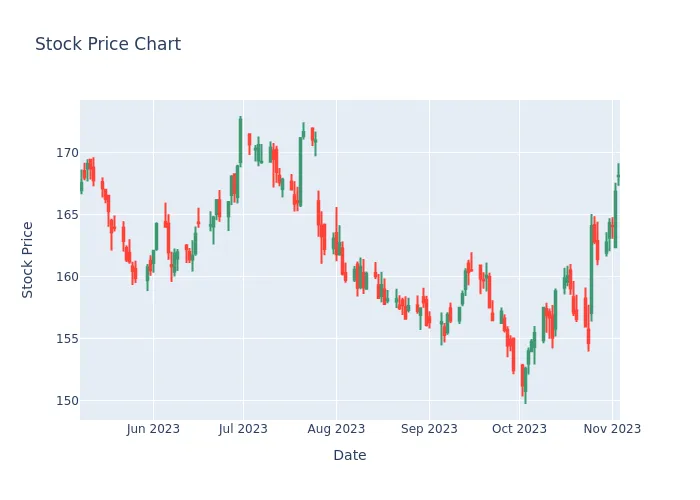 Stock Price Chart
Stock Price
170
165
160
155
150
Jun 2023
Jul 2023
Aug 2023
Sep 2023
Oct 2023
Nov 2023
Date